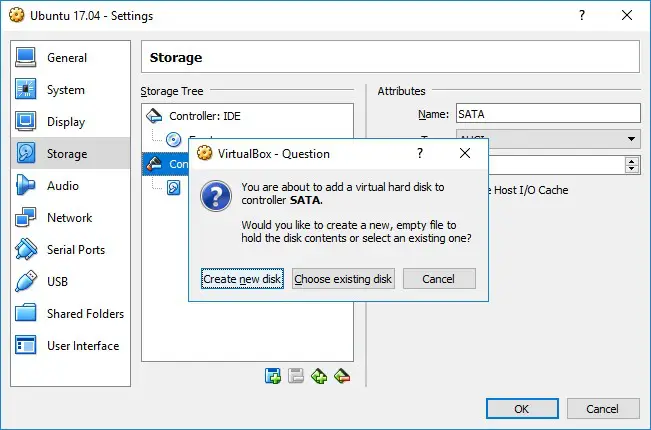 Ubuntu 17.04 - Settings
?
General
System
Display
Storage
Audio
Network
Serial Ports
USB
Shared Folders
User Interface
Storage
Storage Tree
Controller: IDE
Attributes
Name: SATA
VirtualBox - Question
?
You are about to add a virtual hard disk to
controller SATA.
Would you like to create a new, empty file to
hold the disk contents or select an existing one?
Create new disk
Choose existing disk
Cancel
Host I/O Cache
OK
Cancel